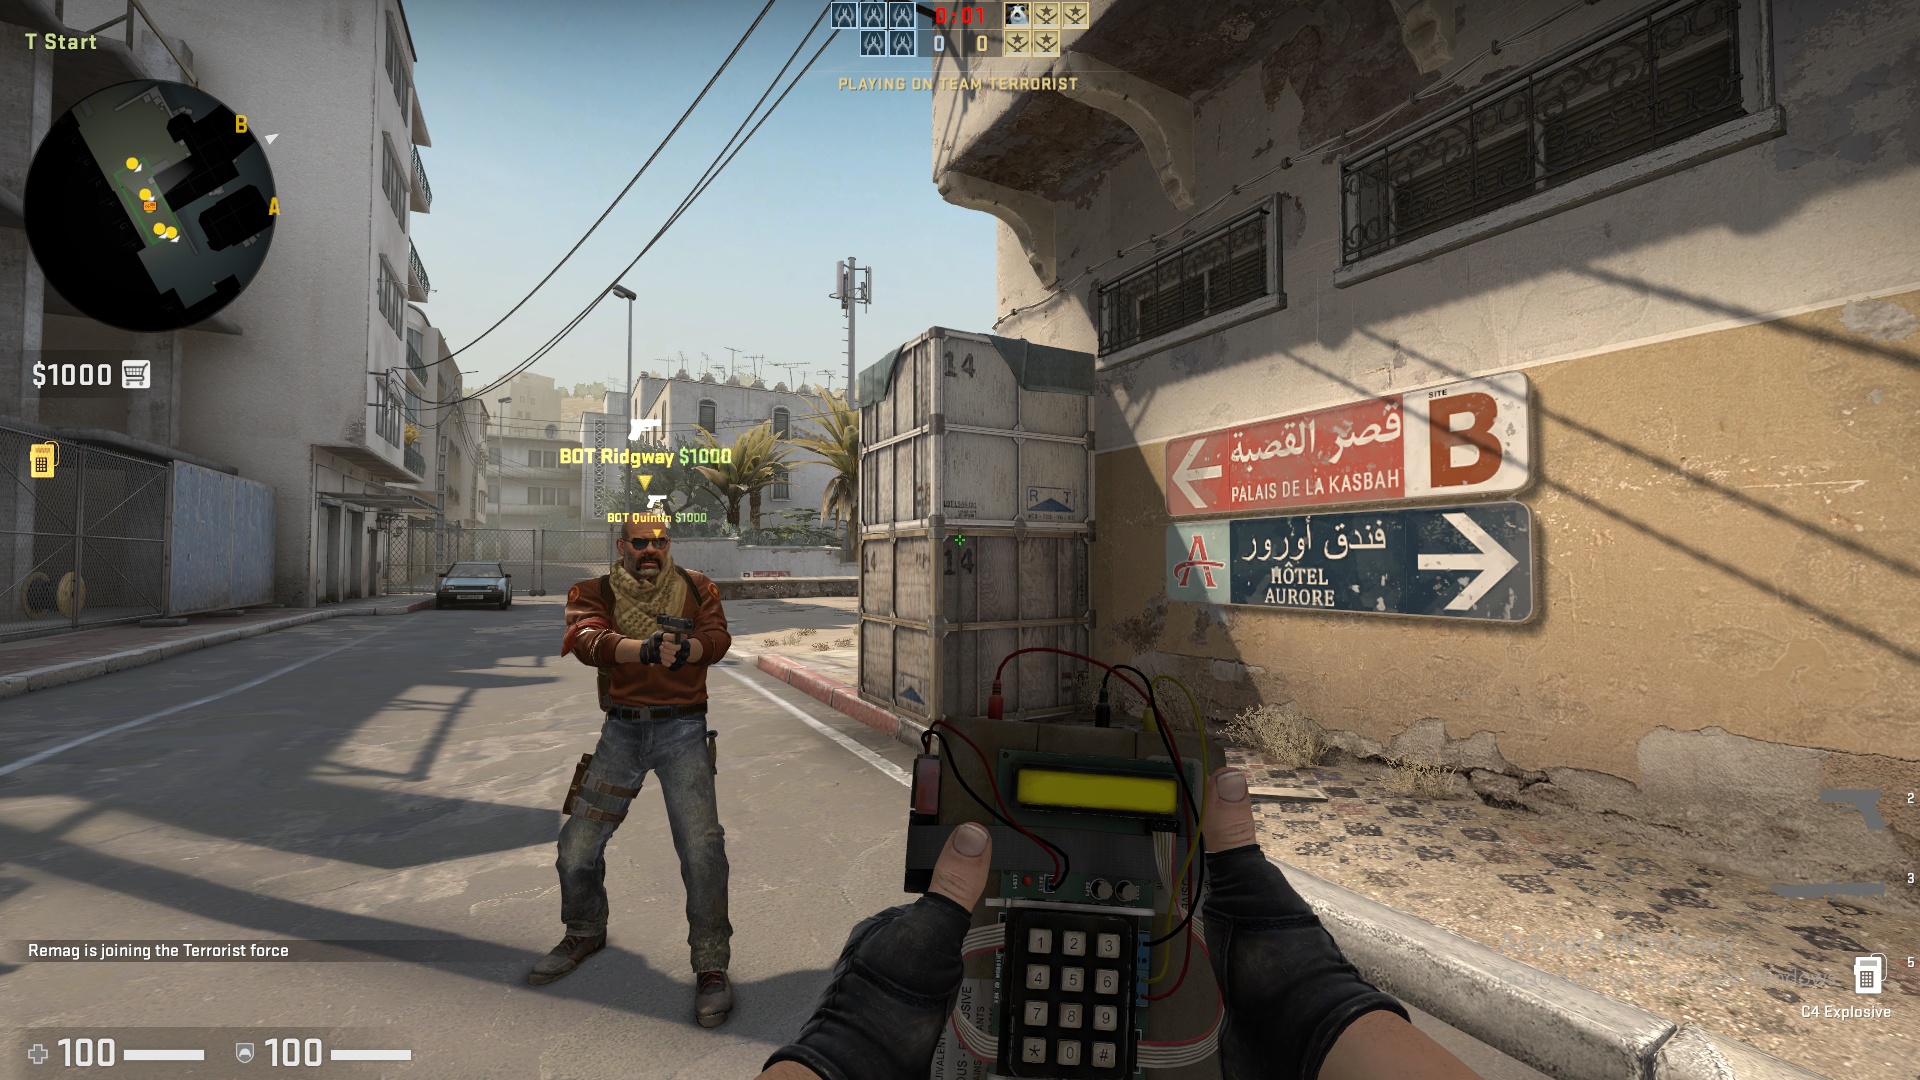 0:01
0 0
PLAYING ON TEAM TERRORIST
T Start
B
A
$1000
BOT Ridgway $1000
BOT Quintin $1000
14
14
14
R T
SITE
B
قصر القصبة
PALAIS DE LA KASBAH
A
فندق أورور
HÔTEL
AURORE
2
3
Remag is joining the Terrorist force
5
C4 Explosive
1 2 3
4 5 6
7 8 9
* 0 #
100 100